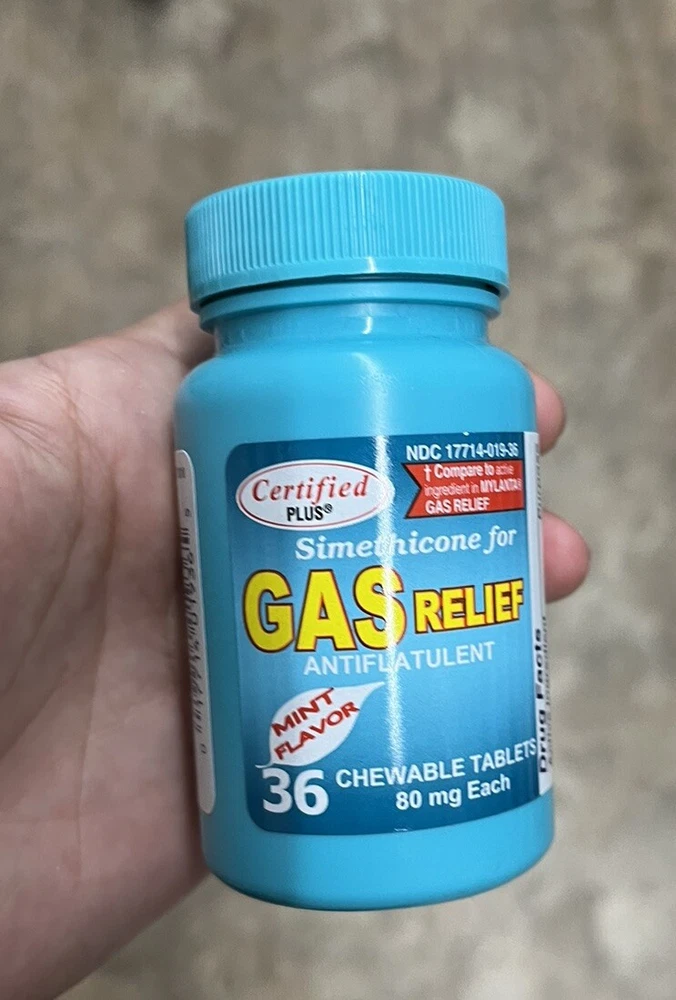 NDC 17714-019-36
Certified
PLUS®
† Compare to active
ingredient in MYLANTA®
GAS RELIEF
Simethicone for
GAS RELIEF
ANTIFLATULENT
MINT
FLAVOR
36 CHEWABLE TABLETS
80 mg Each
Drug Facts